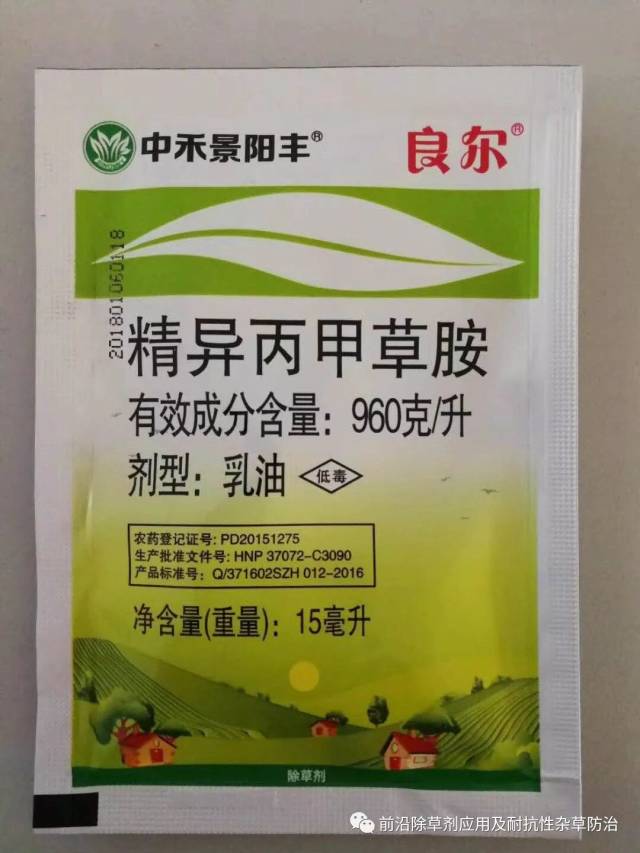 中禾景阳丰®
良尔®
201801060118
精异丙甲草胺
有效成分含量：960克/升
剂型：乳油 低毒
农药登记证号: PD20151275
生产批准文件号: HNP 37072-C3090
产品标准号：Q/371602SZH 012-2016
净含量(重量)：15毫升
除草剂
前沿除草剂应用及耐抗性杂草防治